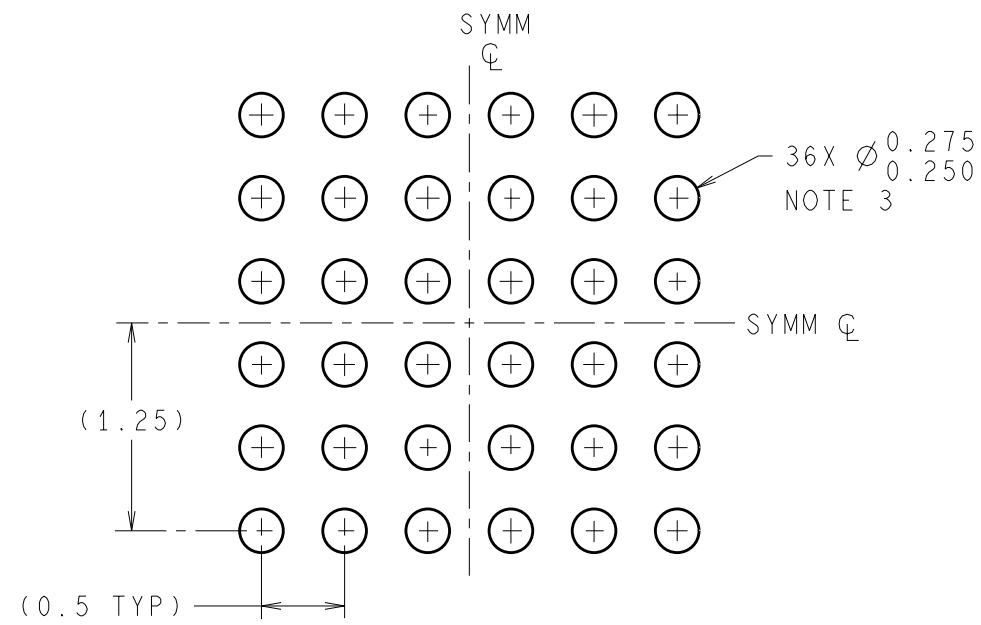 SYMM
℄
36X ⌀ 0.275
0.250
NOTE 3
SYMM ℄
(1.25)
(0.5 TYP)